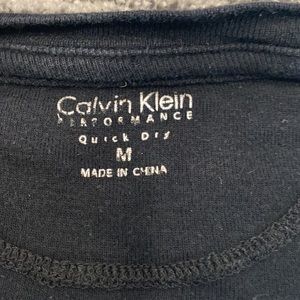 Calvin Klein
PERFORMANCE
Quick Dry
M
MADE IN CHINA